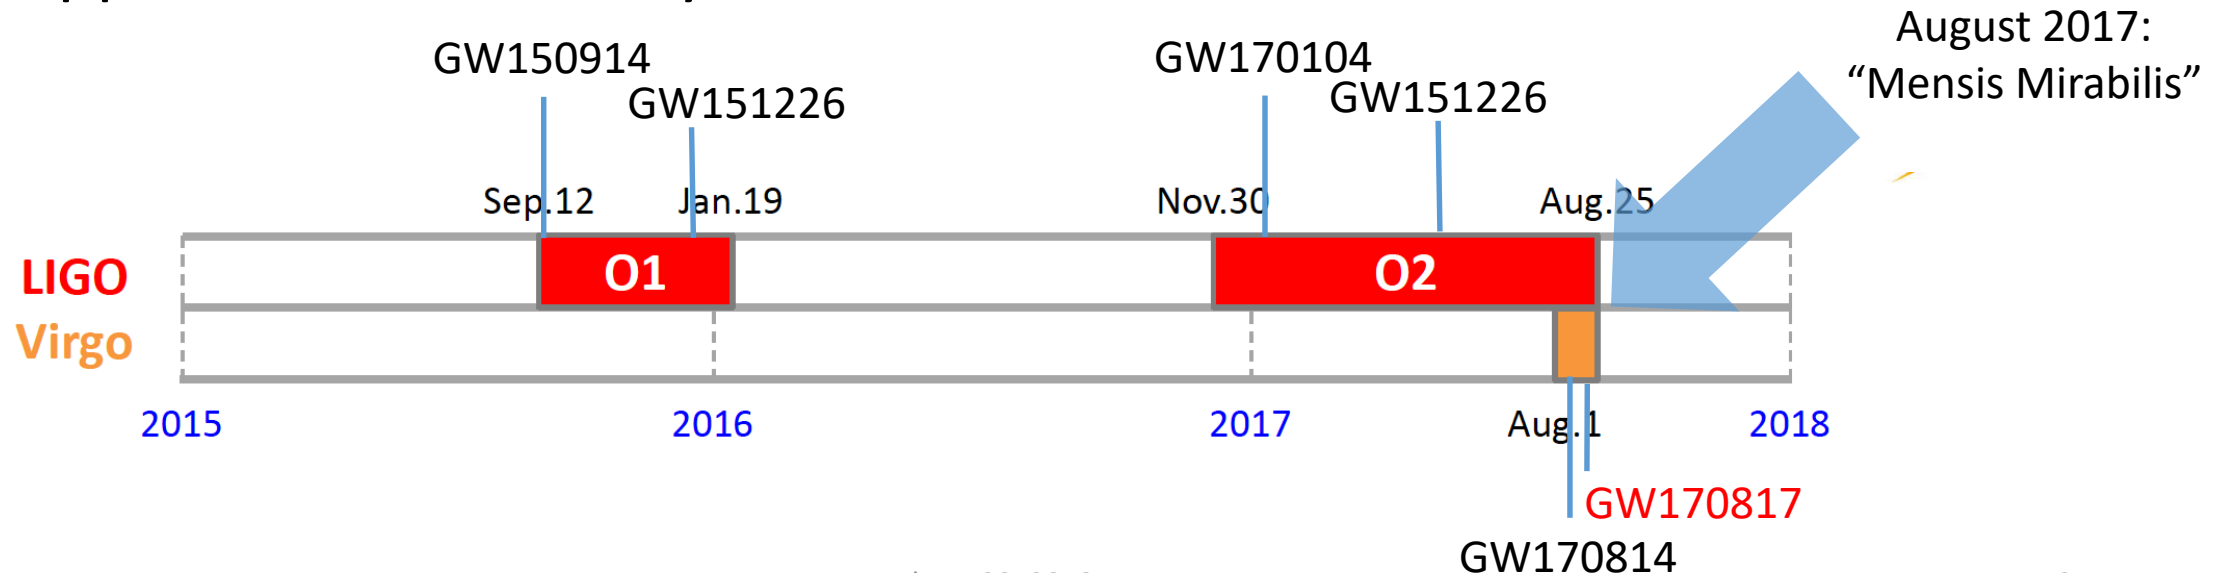 August 2017:
"Mensis Mirabilis"
GW150914
GW151226
GW170104
GW151226
Sep.12
Jan.19
Nov.30
Aug.25
LIGO
O1
O2
Virgo
2015
2016
2017
Aug.1
2018
GW170817
GW170814